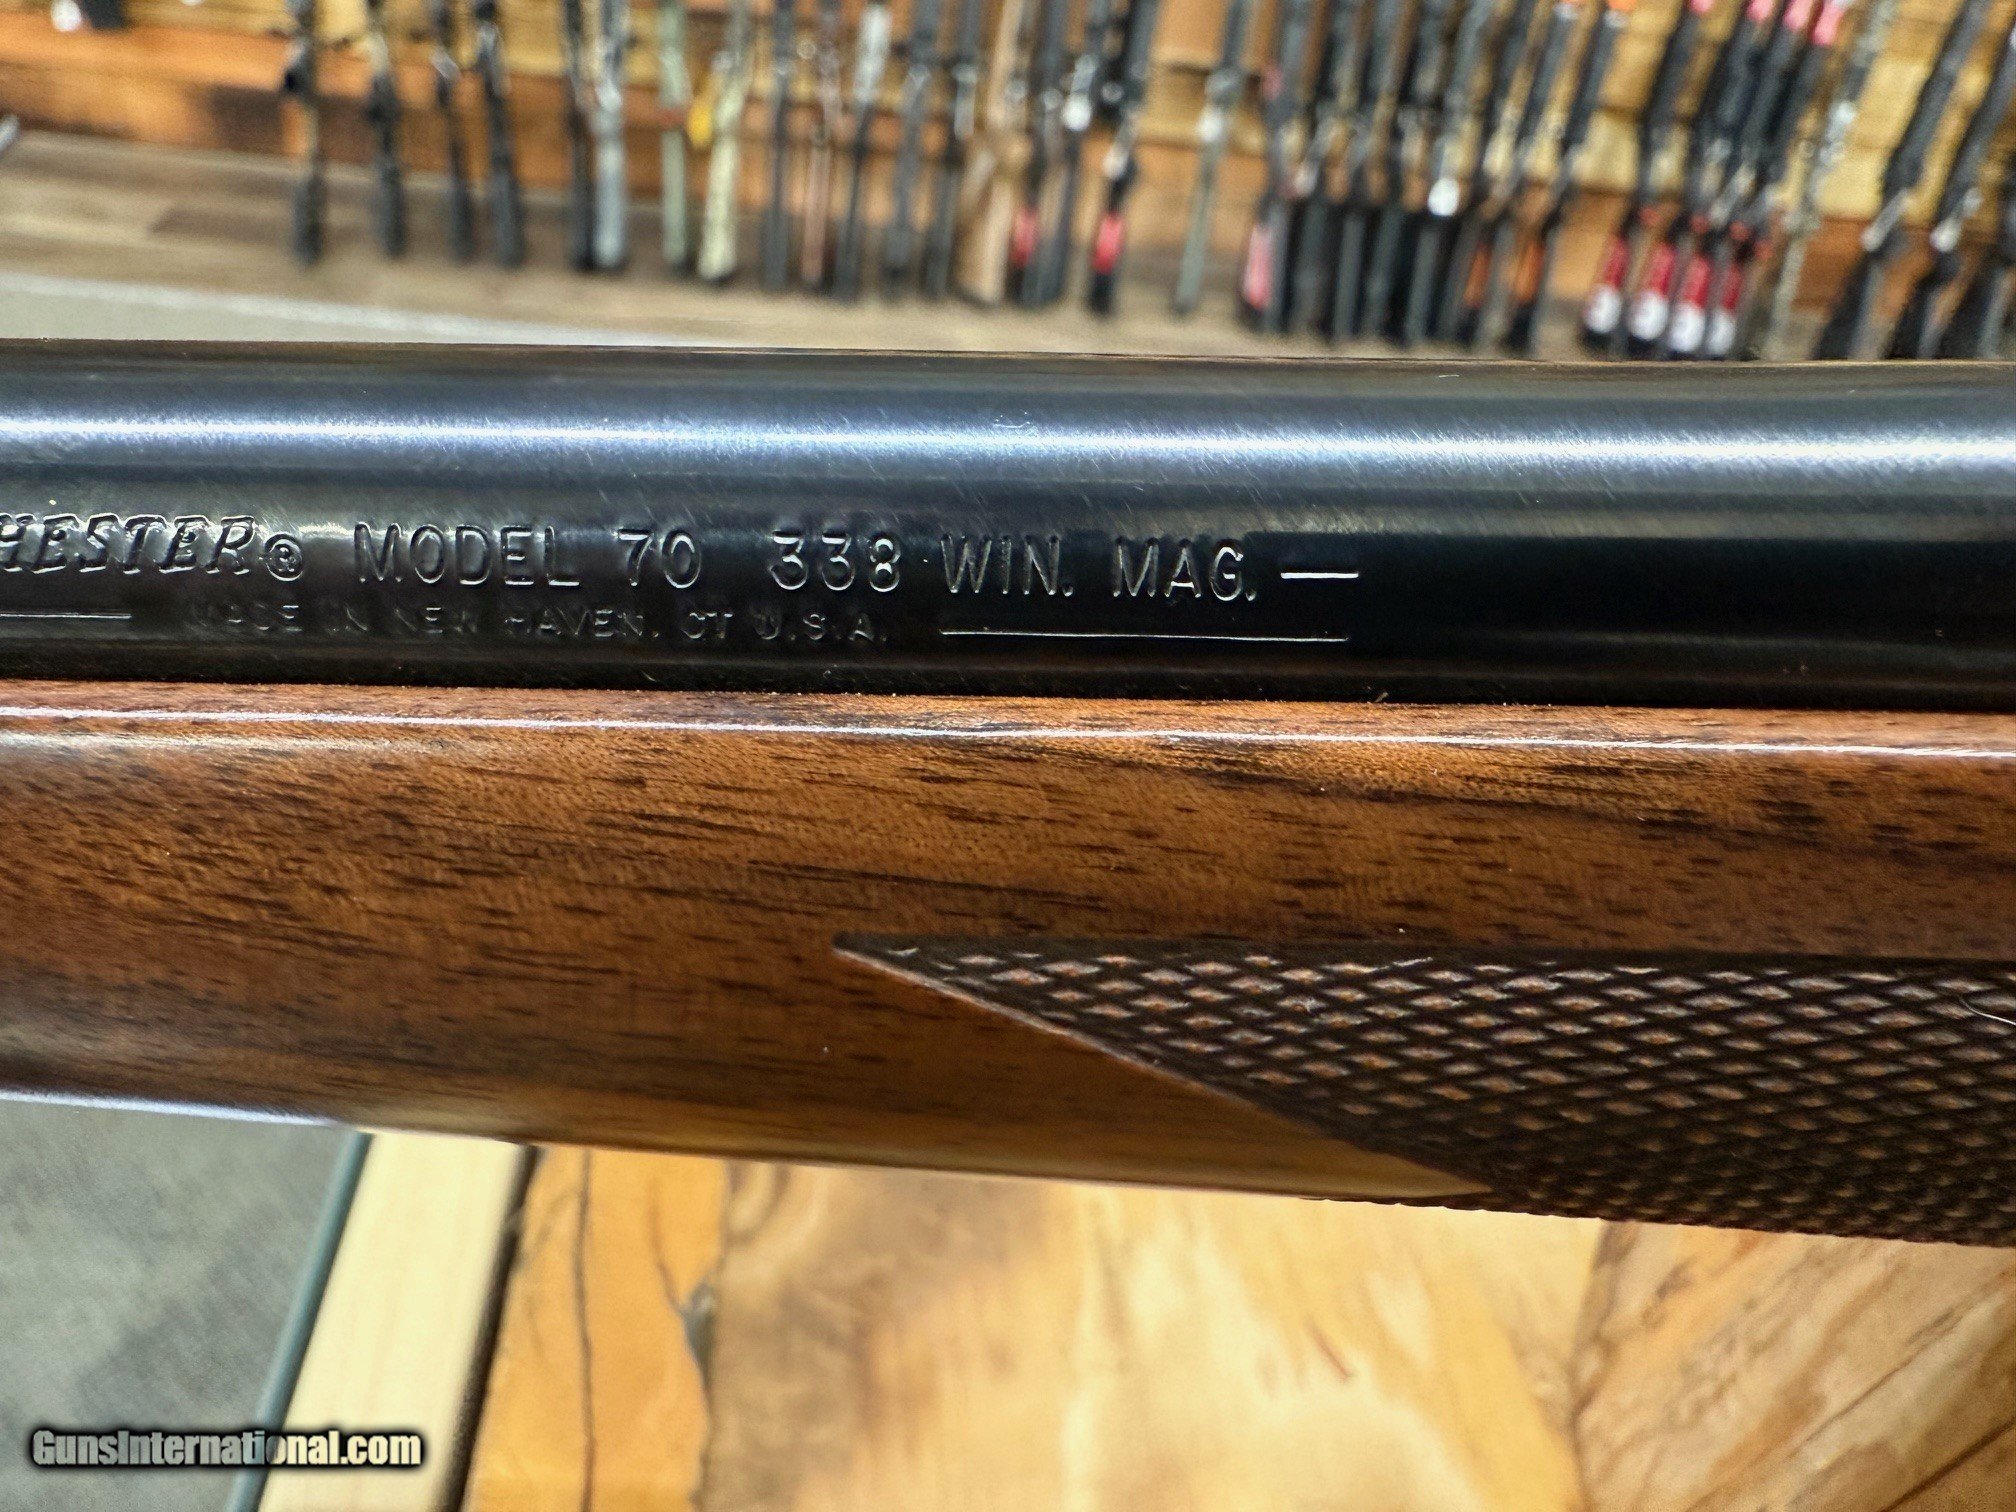 HESTER® MODEL 70 338 WIN. MAG.
MADE IN NEW HAVEN, CT U.S.A.
GunsInternational.com